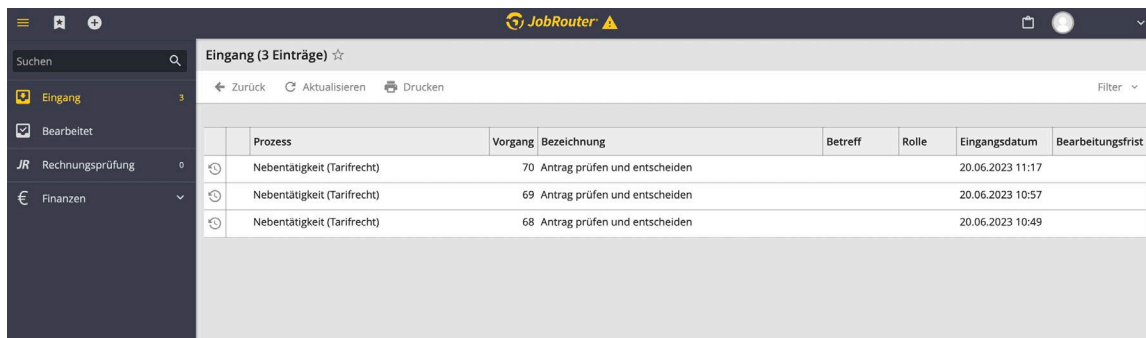 JobRouter
Suchen
Eingang 3
Bearbeitet
JR Rechnungsprüfung 0
€ Finanzen
Eingang (3 Einträge)
Zurück Aktualisieren Drucken Filter
Prozess Vorgang Bezeichnung Betreff Rolle Eingangsdatum Bearbeitungsfrist
Nebentätigkeit (Tarifrecht) 70 Antrag prüfen und entscheiden 20.06.2023 11:17
Nebentätigkeit (Tarifrecht) 69 Antrag prüfen und entscheiden 20.06.2023 10:57
Nebentätigkeit (Tarifrecht) 68 Antrag prüfen und entscheiden 20.06.2023 10:49